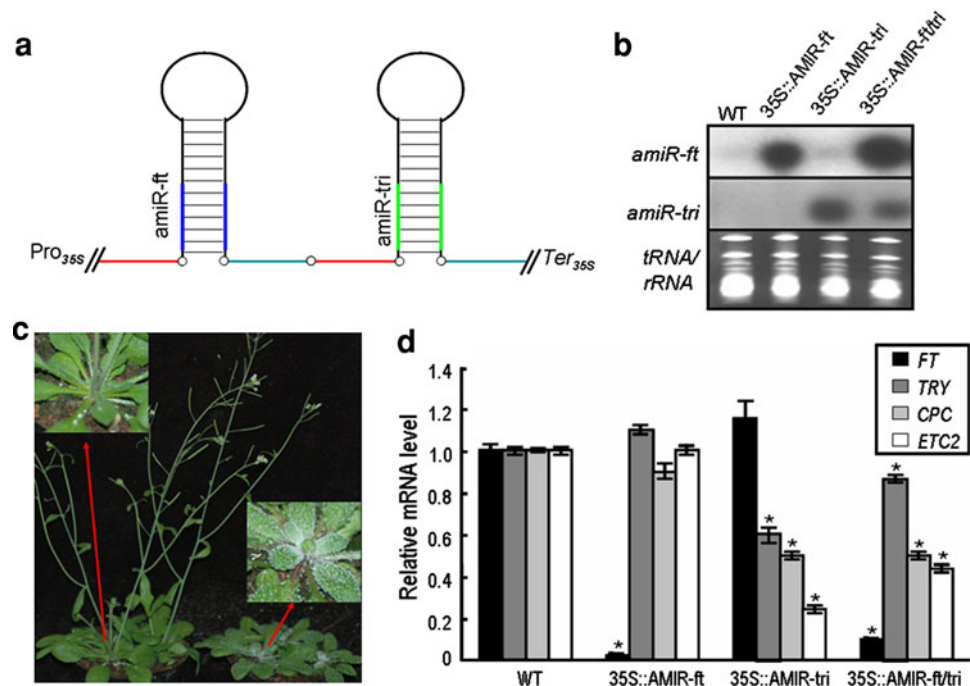 a
amiR-ft
amiR-tri
Pro35S
Ter35S
b
WT
35S::AMIR-ft
35S::AMIR-tri
35S::AMIR-ft/tri
amiR-ft
amiR-tri
tRNA/
rRNA
c
d
FT
TRY
CPC
ETC2
Relative mRNA level
1.4
1.2
1.0
0.8
0.6
0.4
0.2
0
* * * * * * * *
WT
35S::AMIR-ft
35S::AMIR-tri
35S::AMIR-ft/tri